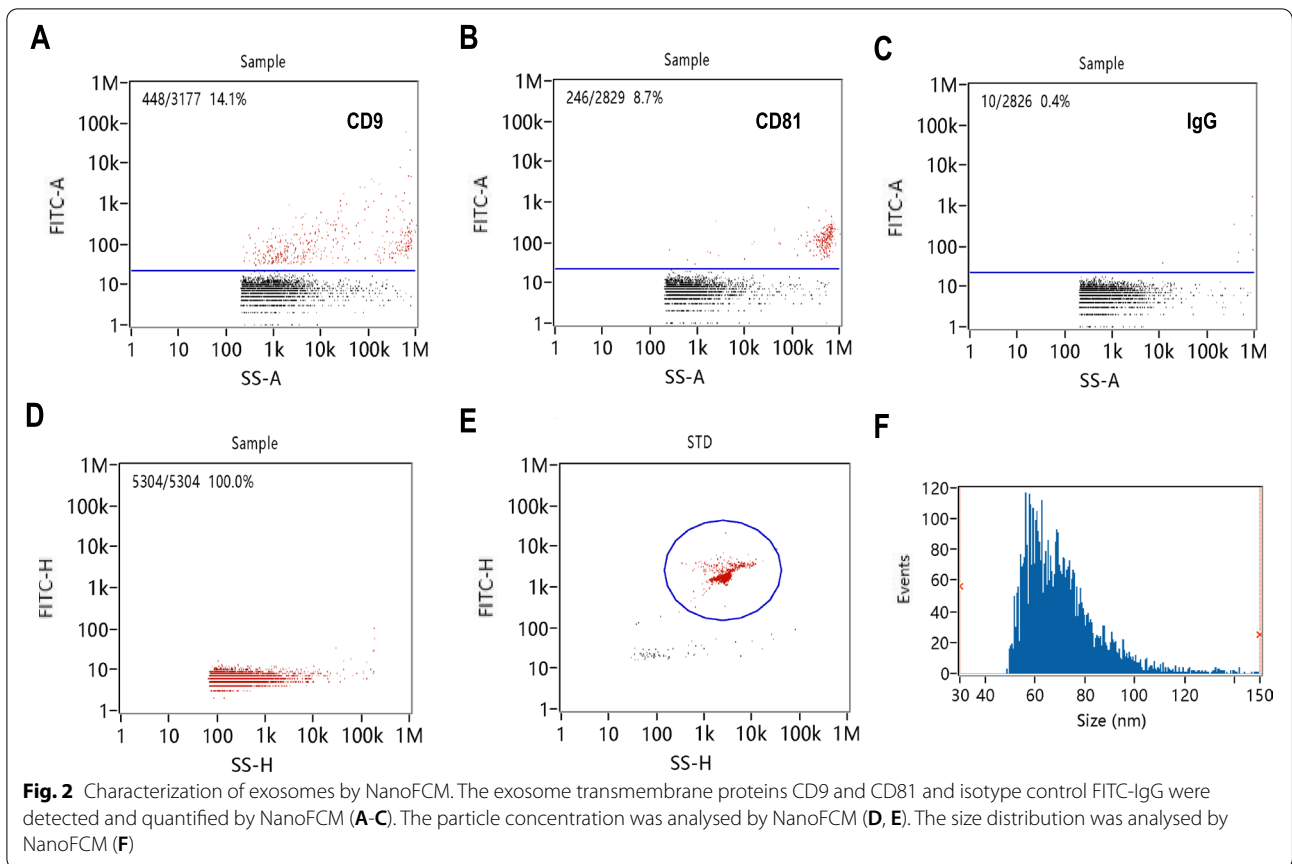 A
Sample
448/3177 14.1%
CD9
1M
100k
10k
1k
100
10
1
FITC-A
1 10 100 1k 10k 100k 1M
SS-A
B
Sample
246/2829 8.7%
CD81
1M
100k
10k
1k
100
10
1
FITC-A
1 10 100 1k 10k 100k 1M
SS-A
C
Sample
10/2826 0.4%
IgG
1M
100k
10k
1k
100
10
1
FITC-A
1 10 100 1k 10k 100k 1M
SS-A
D
Sample
5304/5304 100.0%
1M
100k
10k
1k
100
10
1
FITC-H
1 10 100 1k 10k 100k 1M
SS-H
E
STD
1M
100k
10k
1k
100
10
1
FITC-H
1 10 100 1k 10k 100k 1M
SS-H
F
120
100
80
60
40
20
0
Events
30 40 60 80 100 120 150
Size (nm)
Fig. 2 Characterization of exosomes by NanoFCM. The exosome transmembrane proteins CD9 and CD81 and isotype control FITC-IgG were
detected and quantified by NanoFCM (A-C). The particle concentration was analysed by NanoFCM (D, E). The size distribution was analysed by
NanoFCM (F)